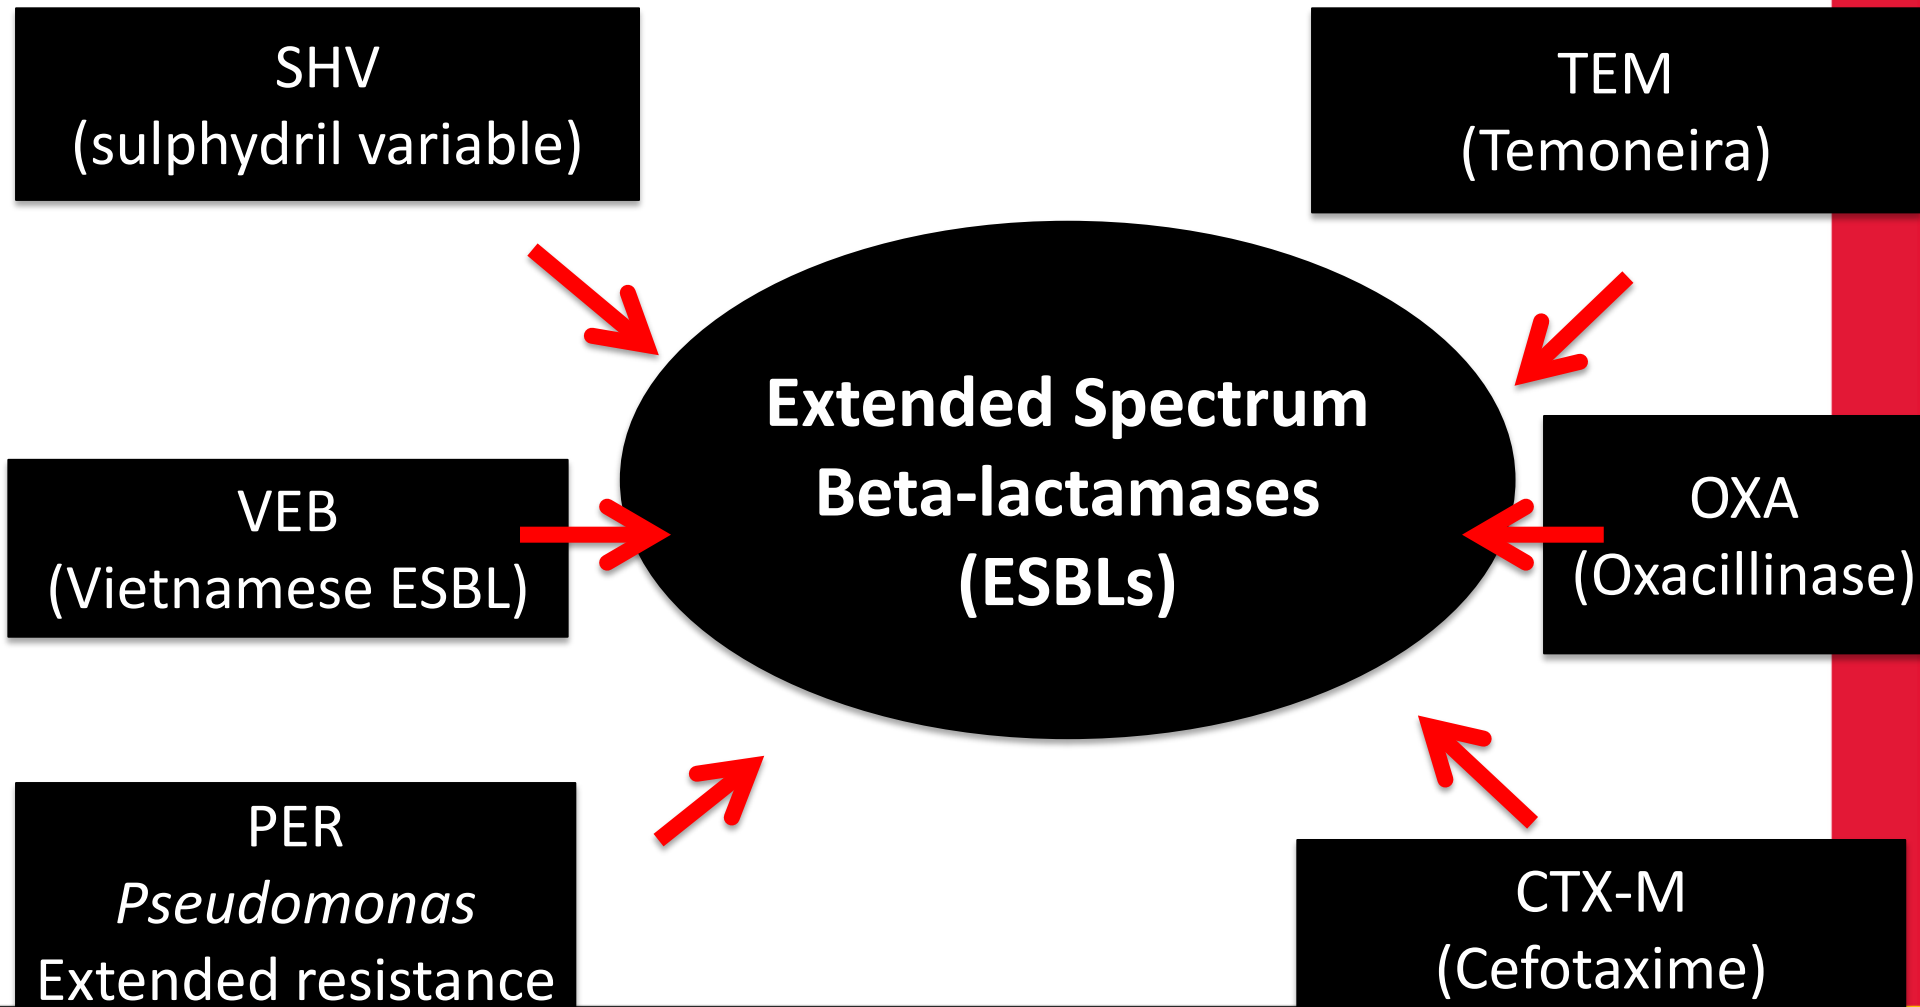 SHV
(sulphydril variable)
TEM
(Temoneira)
Extended Spectrum
Beta-lactamases
(ESBLs)
VEB
(Vietnamese ESBL)
OXA
(Oxacillinase)
PER
Pseudomonas
Extended resistance
CTX-M
(Cefotaxime)